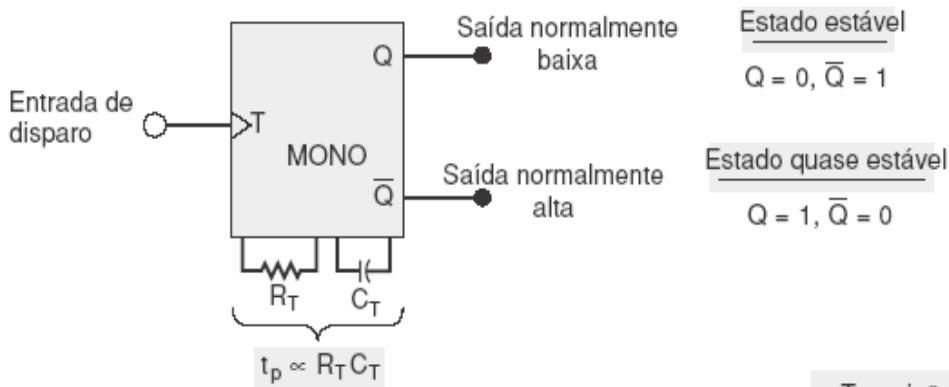 Entrada de
disparo
T
MONO
Q
Q̅
R_T
C_T
t_p ∝ R_T C_T
Saída normalmente
baixa
Saída normalmente
alta
Estado estável
Q = 0, Q̅ = 1
Estado quase estável
Q = 1, Q̅ = 0